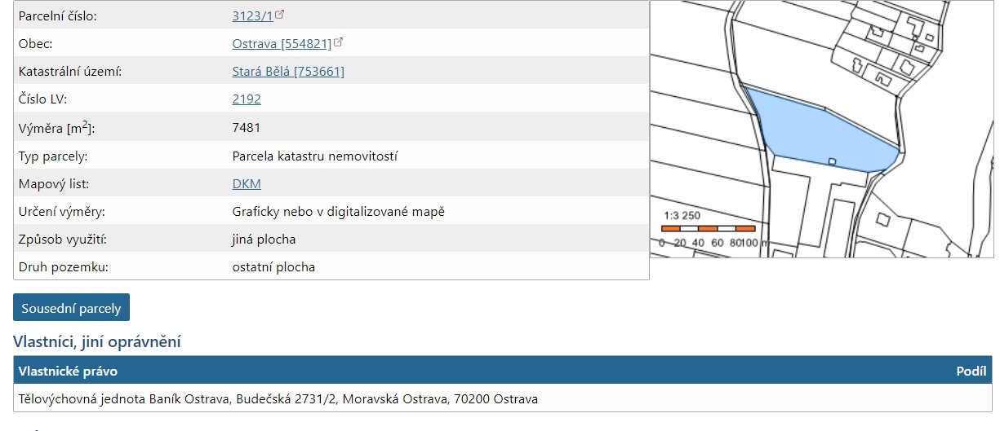 Parcelní číslo: 3123/1
Obec: Ostrava [554821]
Katastrální území: Stará Bělá [753661]
Číslo LV: 2192
Výměra [m2]: 7481
Typ parcely: Parcela katastru nemovitostí
Mapový list: DKM
Určení výměry: Graficky nebo v digitalizované mapě
Způsob využití: jiná plocha
Druh pozemku: ostatní plocha
1:3 250
0 20 40 60 80 100 m
Sousední parcely
Vlastníci, jiní oprávnění
Vlastnické právo Podíl
Tělovýchovná jednota Baník Ostrava, Budečská 2731/2, Moravská Ostrava, 70200 Ostrava